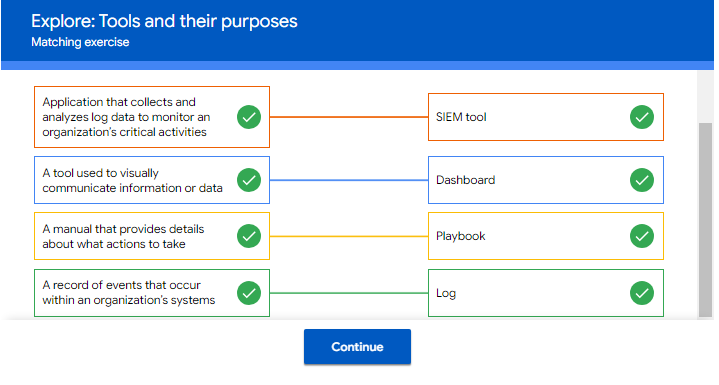 Explore: Tools and their purposes
Matching exercise
Application that collects and
analyzes log data to monitor an
organization's critical activities
SIEM tool
A tool used to visually
communicate information or data
Dashboard
A manual that provides details
about what actions to take
Playbook
A record of events that occur
within an organization's systems
Log
Continue